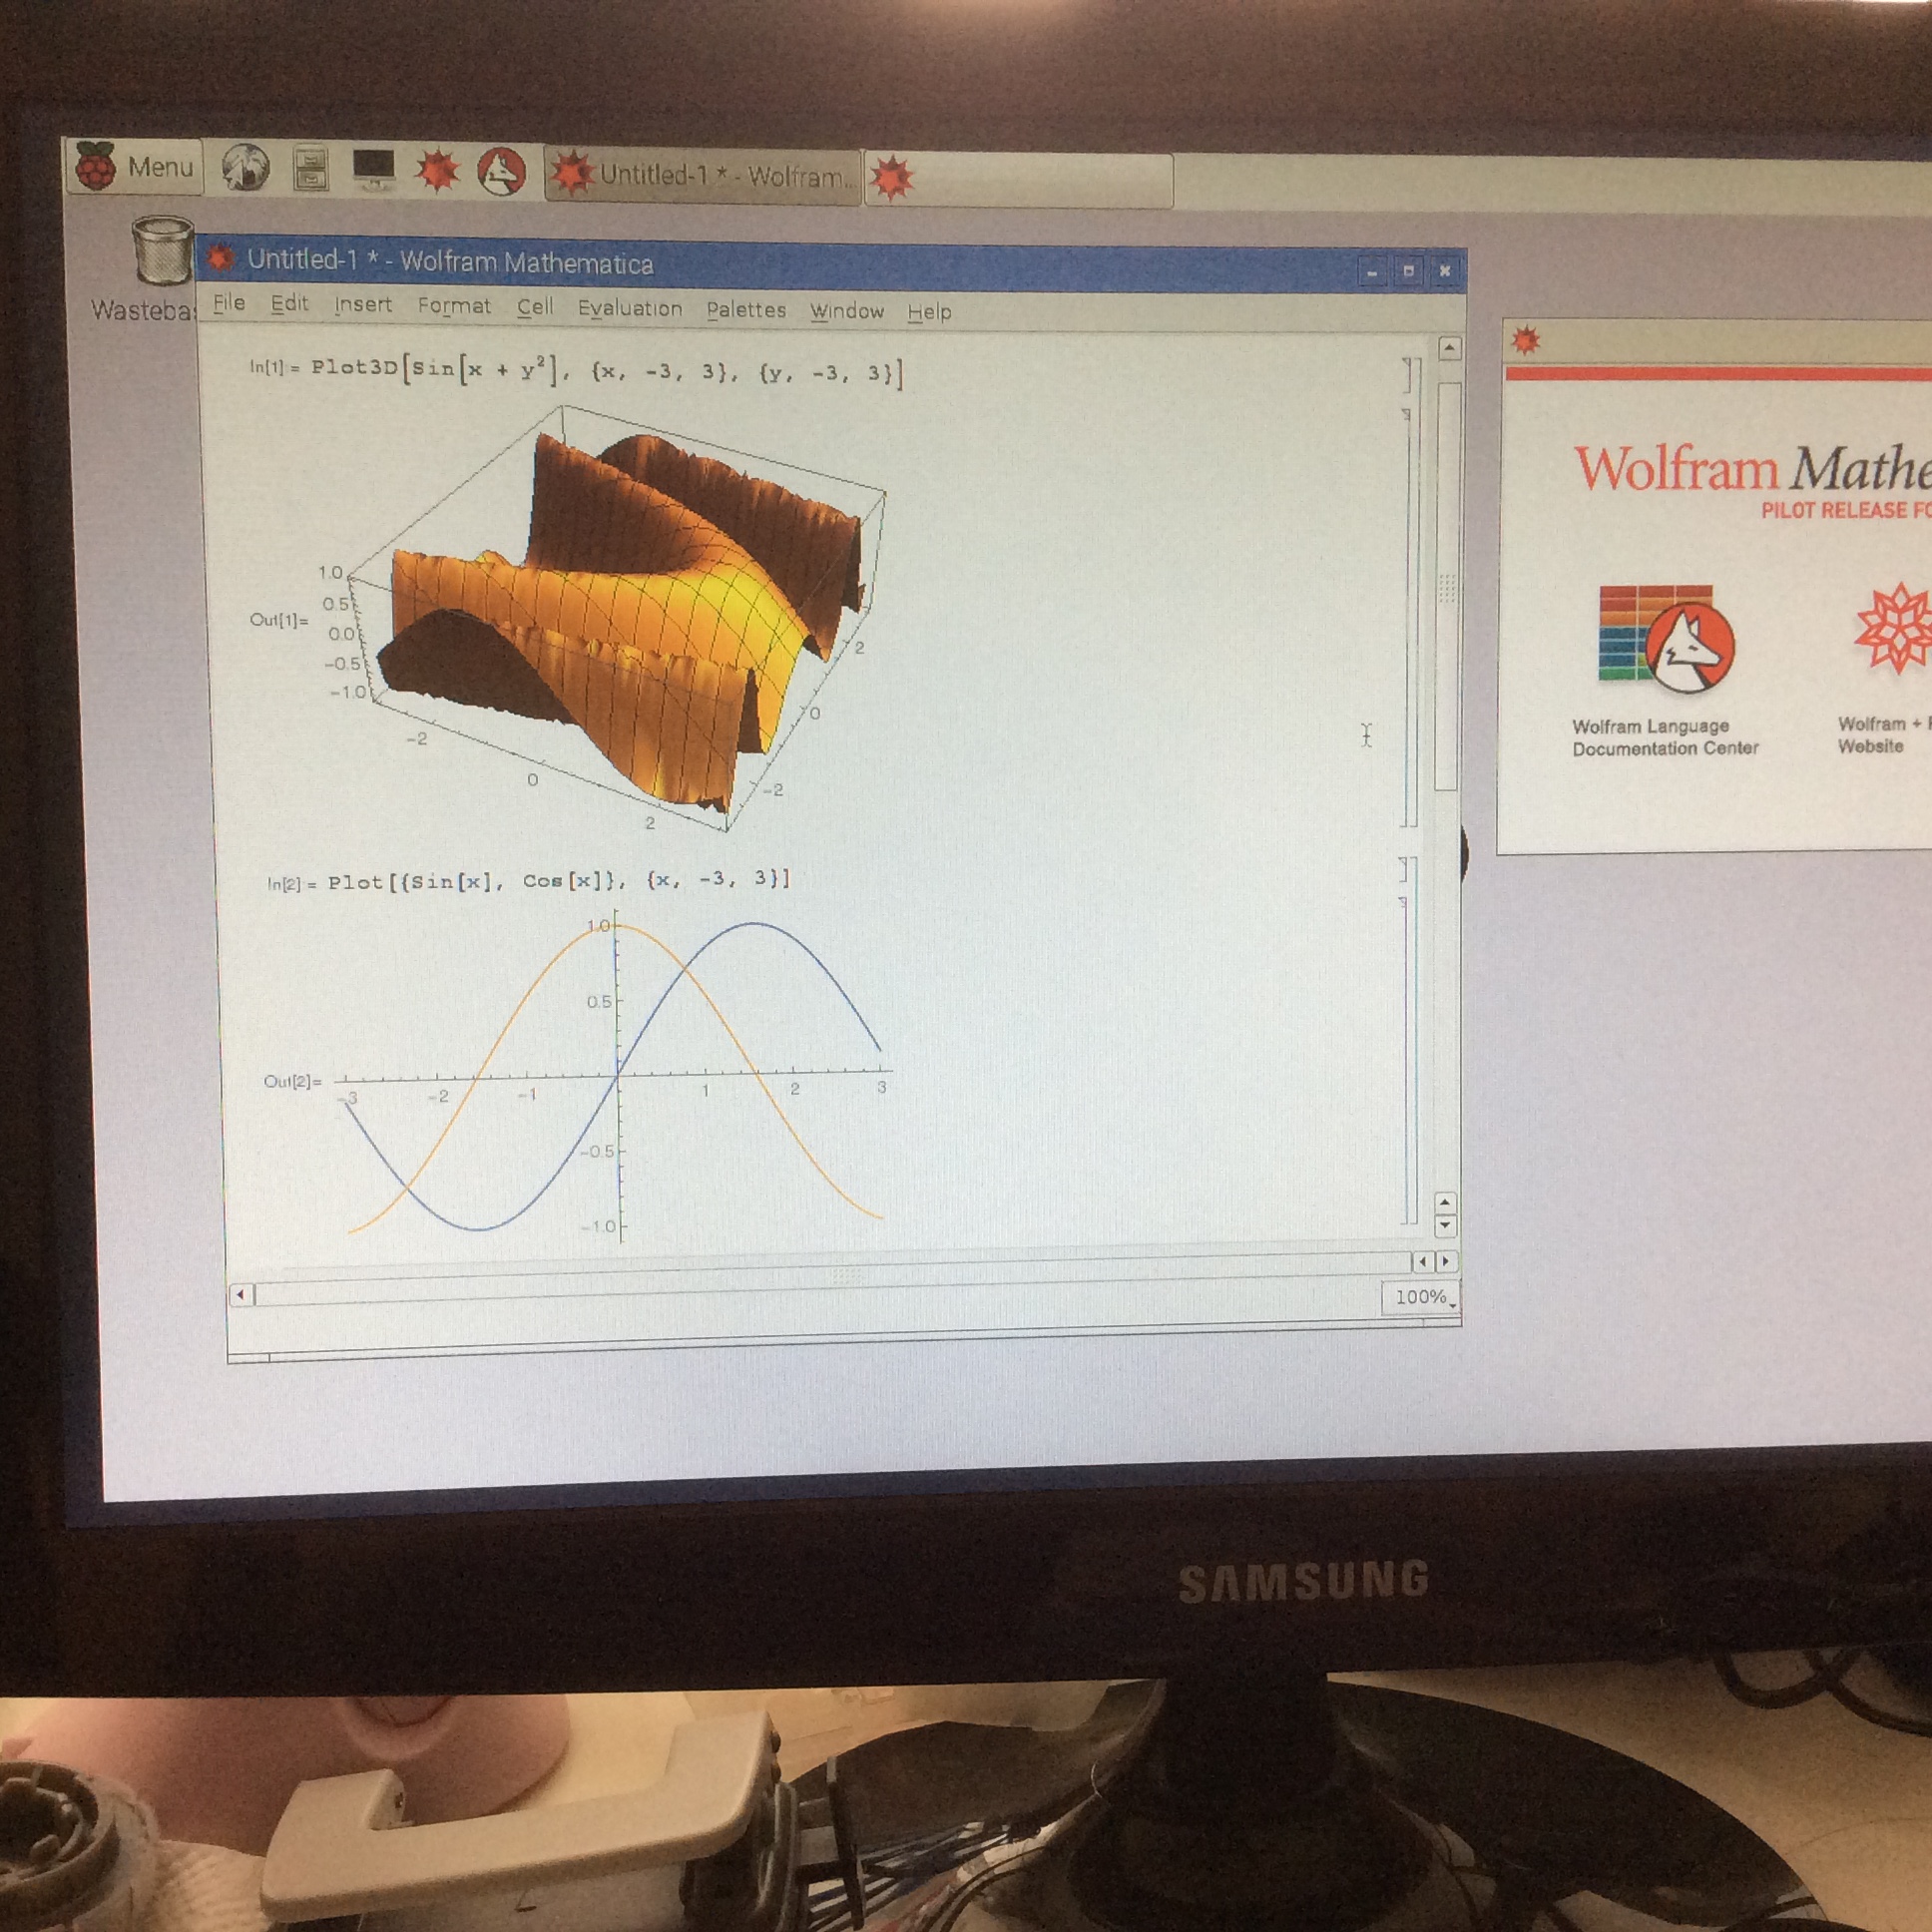 Menu
Untitled-1 * - Wolfram...
Wasteba
Untitled-1 * - Wolfram Mathematica
File Edit Insert Format Cell Evaluation Palettes Window Help
In[1]:= Plot3D[Sin[x + y²], {x, -3, 3}, {y, -3, 3}]
Out[1]=
1.0
0.5
0.0
-0.5
-1.0
-2
0
2
-2
0
2
In[2]:= Plot[{Sin[x], Cos[x]}, {x, -3, 3}]
Out[2]=
1.0
0.5
-3 -2 -1 1 2 3
-0.5
-1.0
100%
Wolfram Mathe
PILOT RELEASE FO
Wolfram Language
Documentation Center
Wolfram +
Website
SAMSUNG